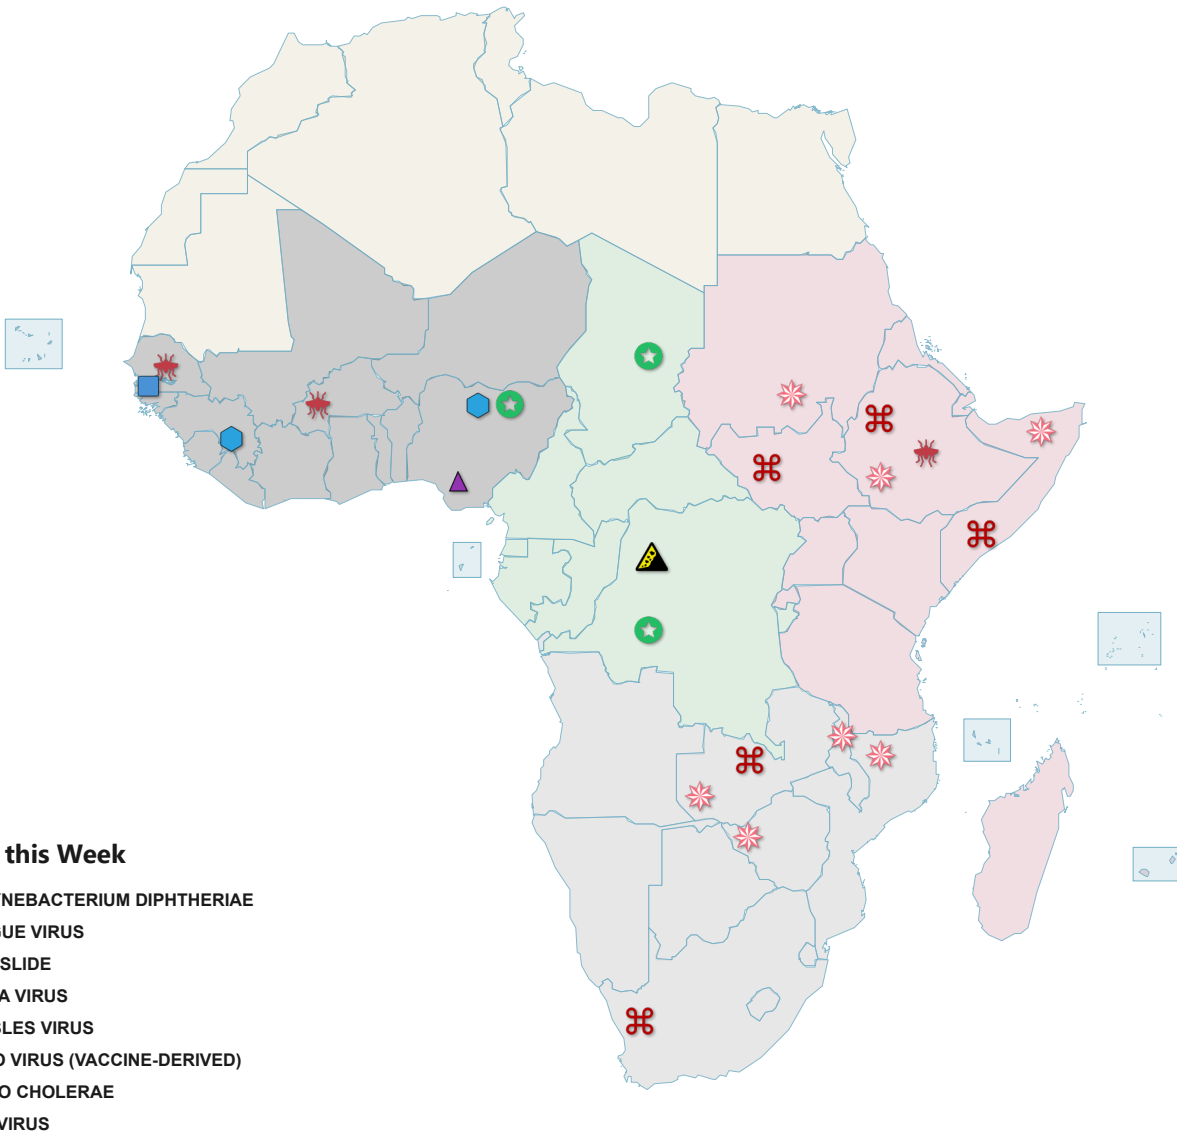 this Week
NEBACTERIUM DIPHTHERIAE
UE VIRUS
SLIDE
A VIRUS
LES VIRUS
O VIRUS (VACCINE-DERIVED)
O CHOLERAE
VIRUS